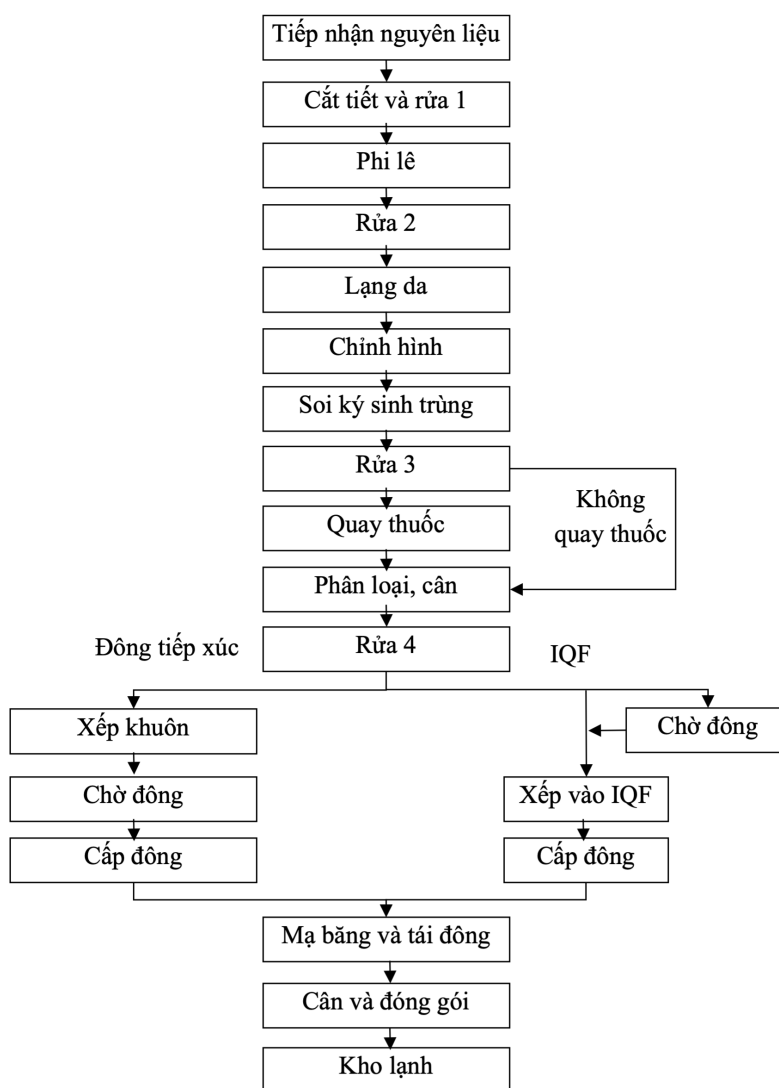 Tiếp nhận nguyên liệu
Cắt tiết và rửa 1
Phi lê
Rửa 2
Lạng da
Chỉnh hình
Soi ký sinh trùng
Rửa 3
Không
quay thuốc
Quay thuốc
Phân loại, cân
Đông tiếp xúc
Rửa 4
IQF
Xếp khuôn
Chờ đông
Chờ đông
Xếp vào IQF
Cấp đông
Cấp đông
Mạ băng và tái đông
Cân và đóng gói
Kho lạnh